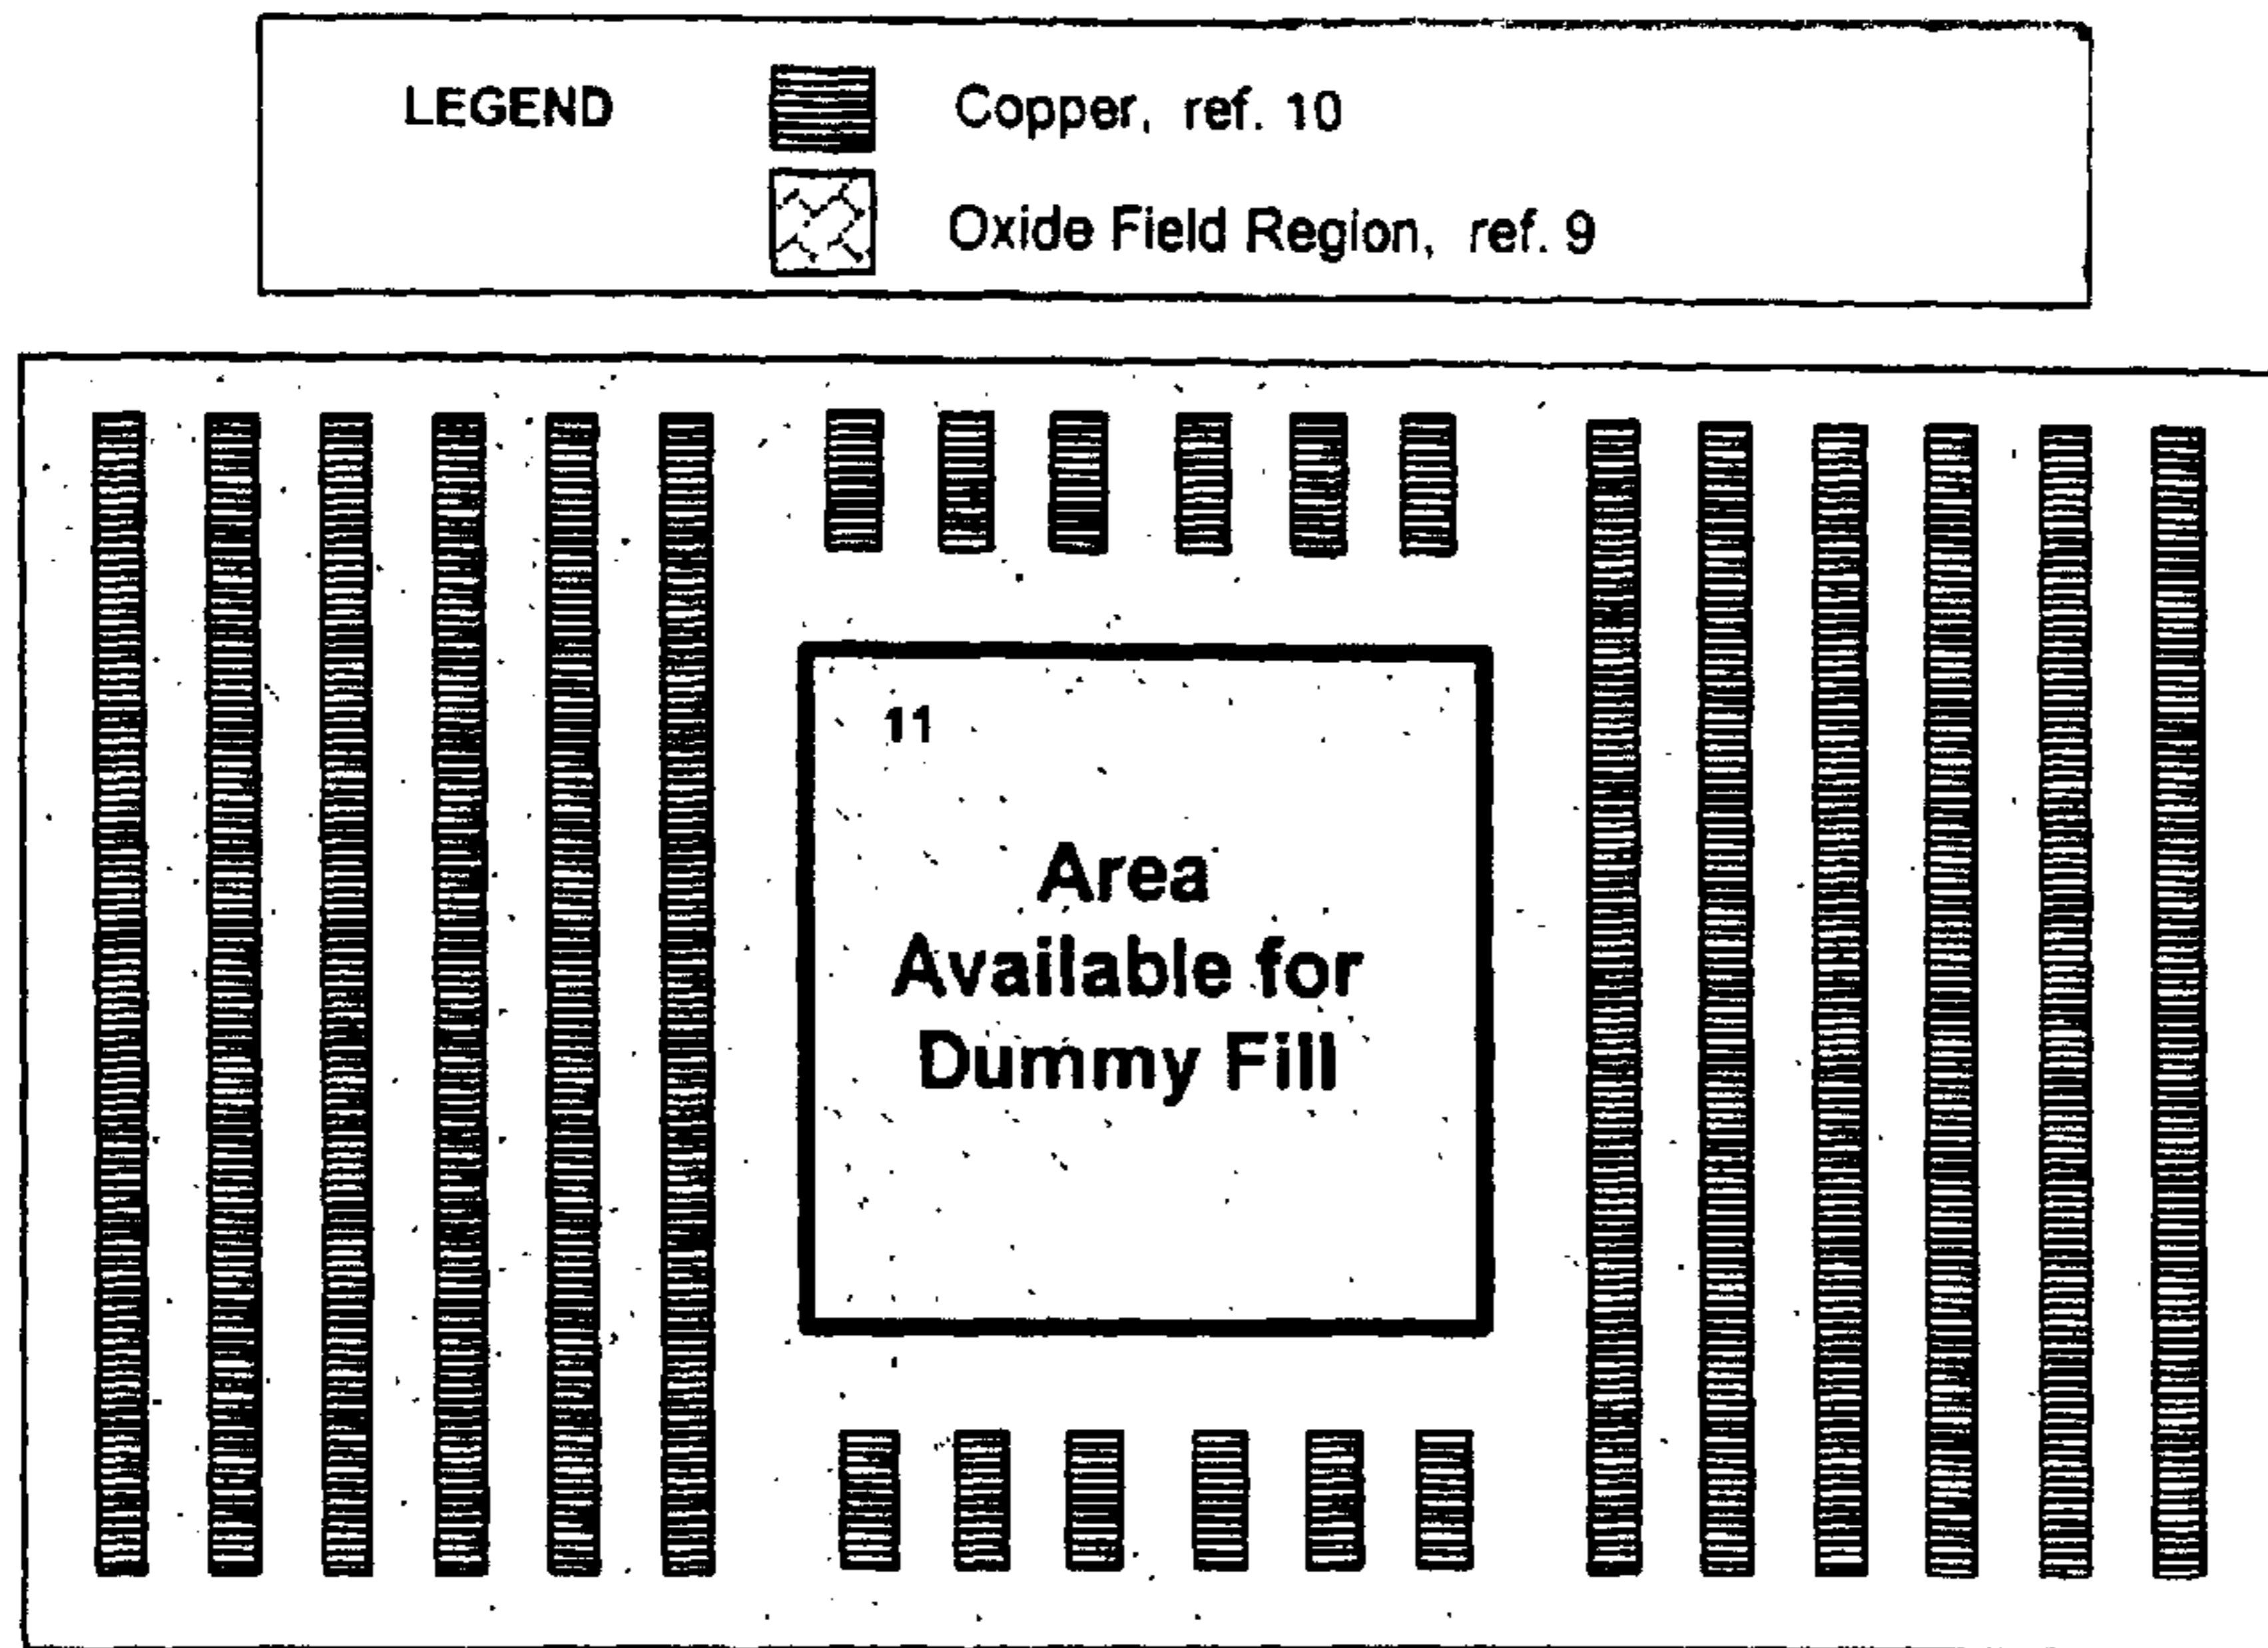 LEGEND
Copper, ref. 10
Oxide Field Region, ref. 9
11
Area
Available for
Dummy Fill